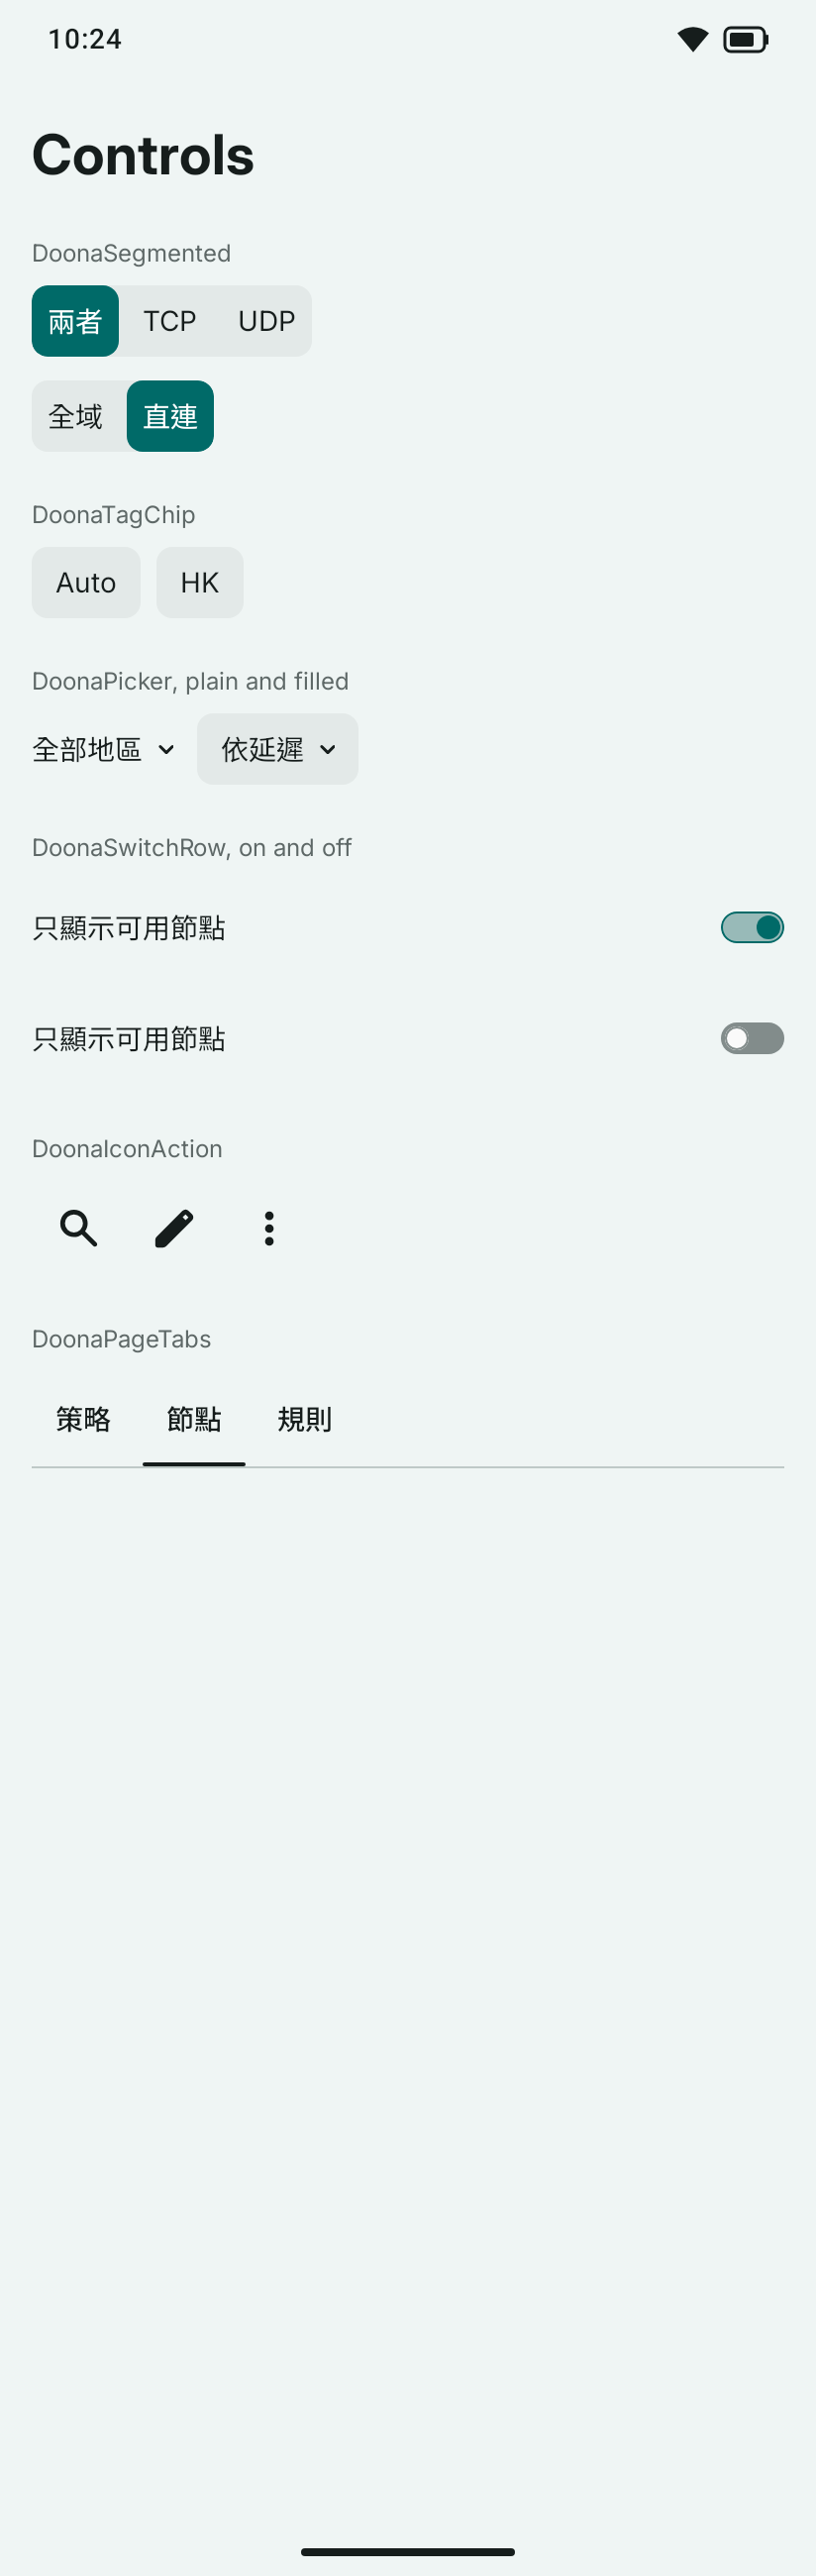 10:24
Controls
DoonaSegmented
兩者 TCP UDP
全域 直連
DoonaTagChip
Auto HK
DoonaPicker, plain and filled
全部地區 依延遲
DoonaSwitchRow, on and off
只顯示可用節點
只顯示可用節點
DoonaIconAction
DoonaPageTabs
策略 節點 規則